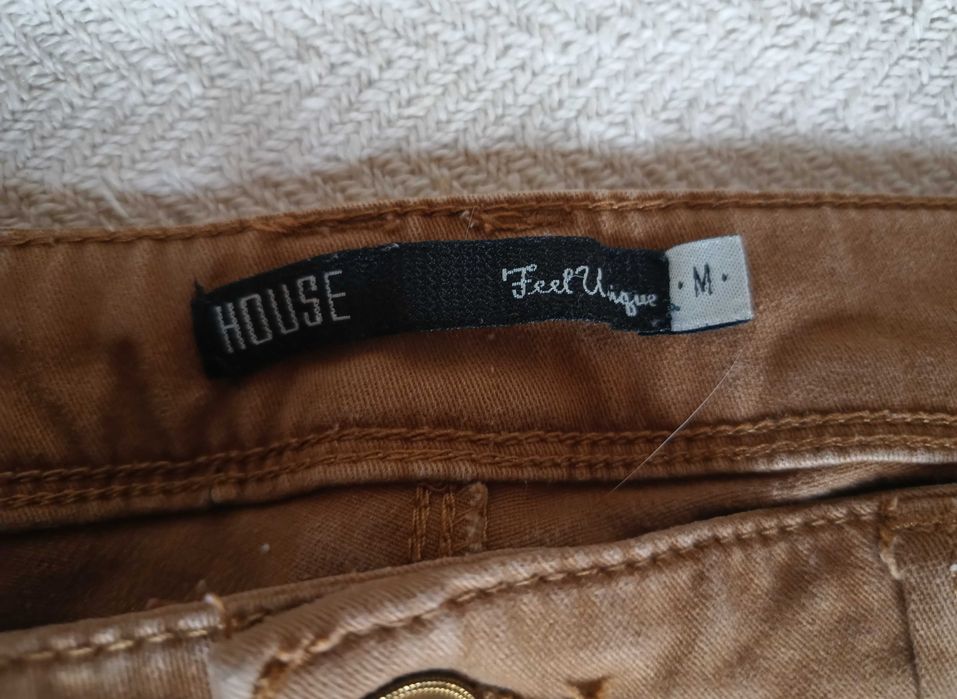 HOUSE
Feel Unique
· M ·